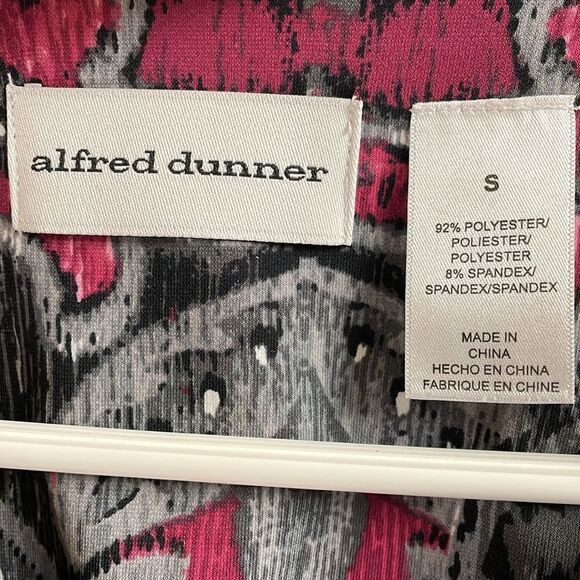 alfred dunner
S
92% POLYESTER/
POLIESTER/
POLYESTER
8% SPANDEX/
SPANDEX/SPANDEX
MADE IN
CHINA
HECHO EN CHINA
FABRIQUE EN CHINE